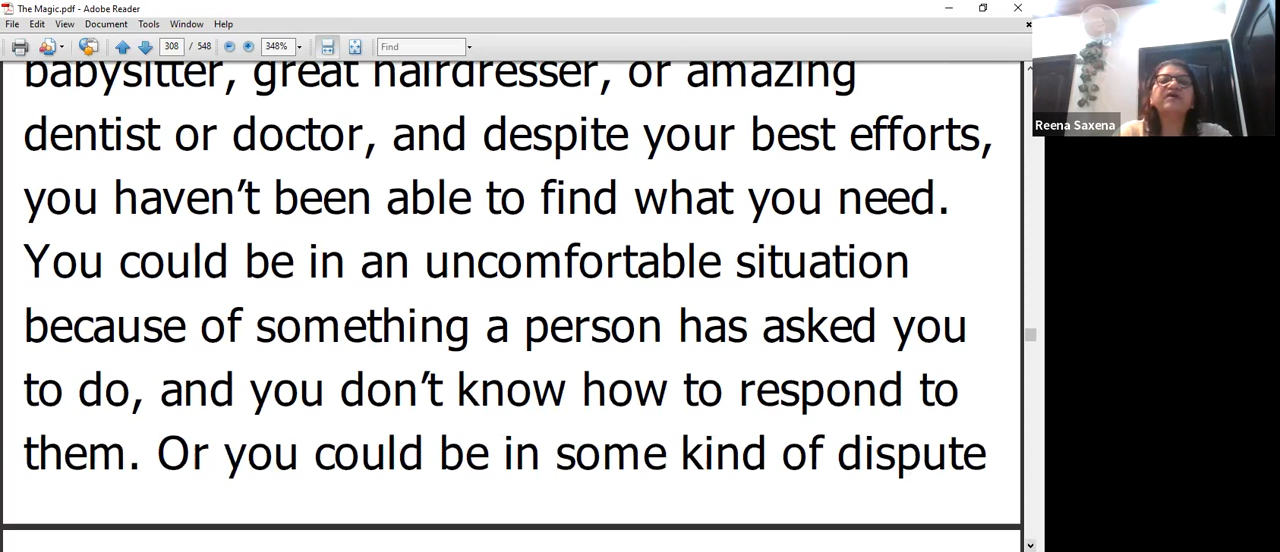 The Magic.pdf - Adobe Reader
File Edit View Document Tools Window Help
308 / 548 348% Find
babysitter, great hairdresser, or amazing
dentist or doctor, and despite your best efforts,
you haven't been able to find what you need.
You could be in an uncomfortable situation
because of something a person has asked you
to do, and you don't know how to respond to
them. Or you could be in some kind of dispute
Reena Saxena